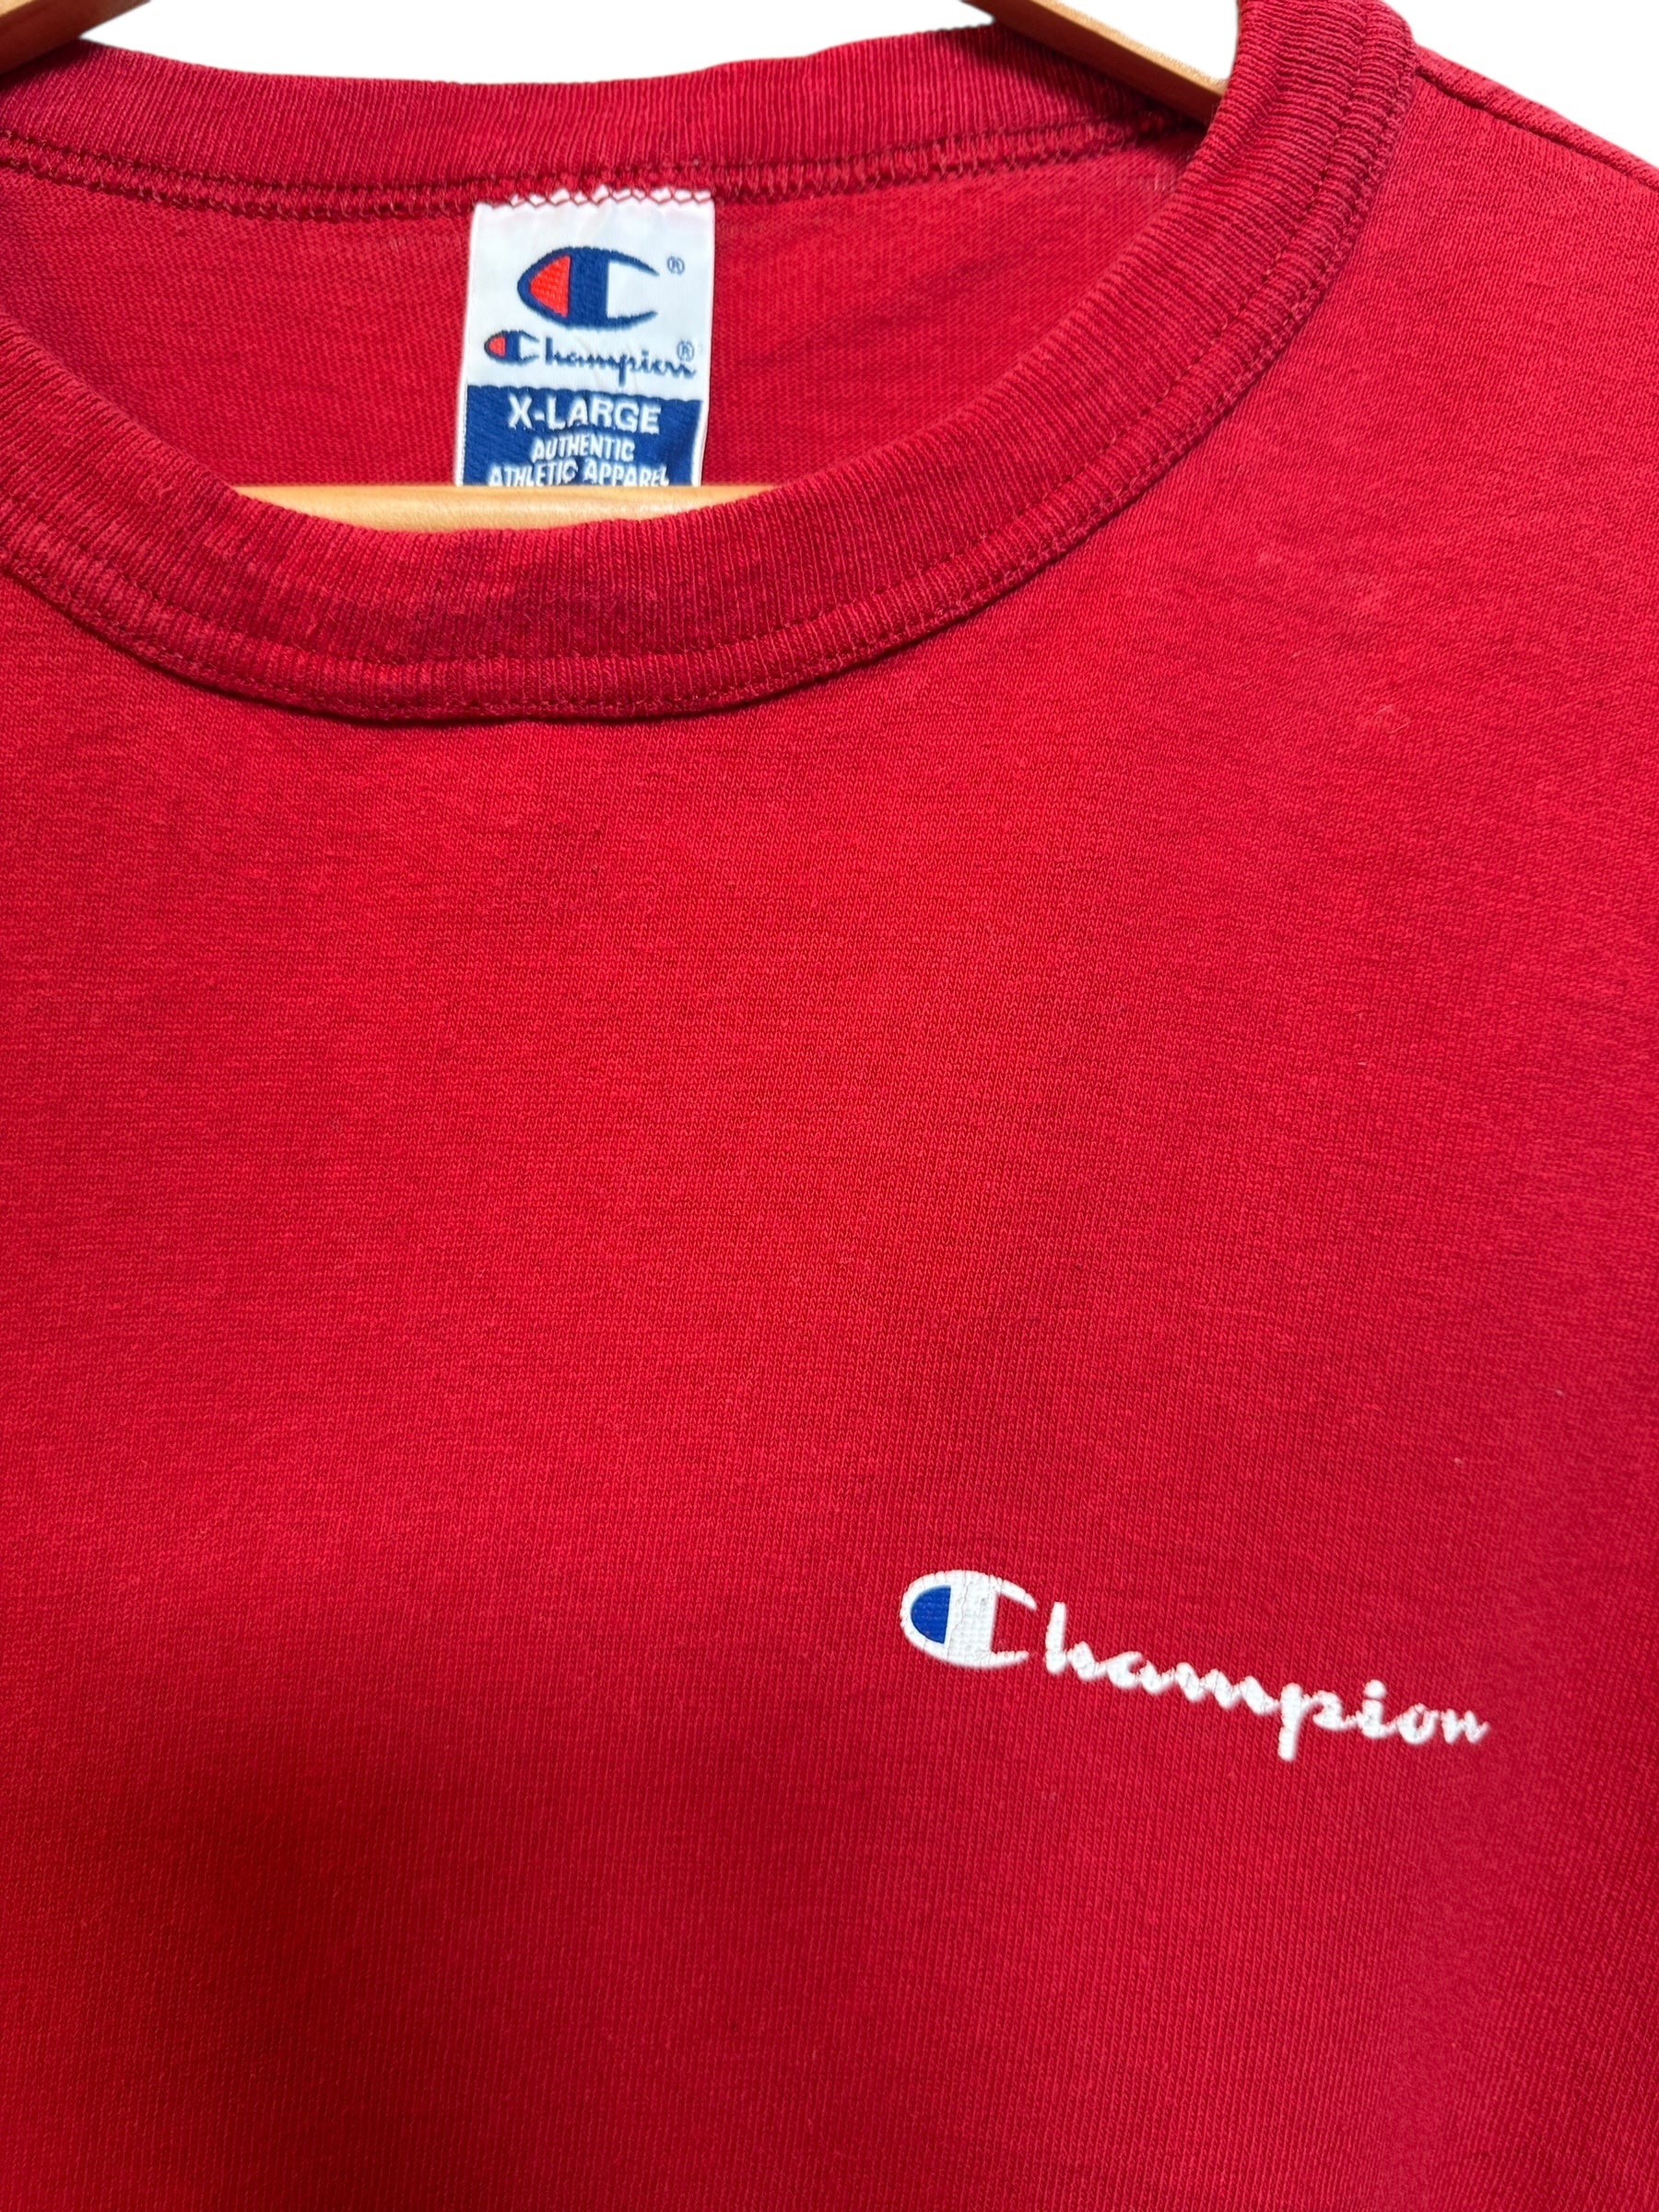 C®
Champion®
X-LARGE
AUTHENTIC
ATHLETIC APPAREL
Champion